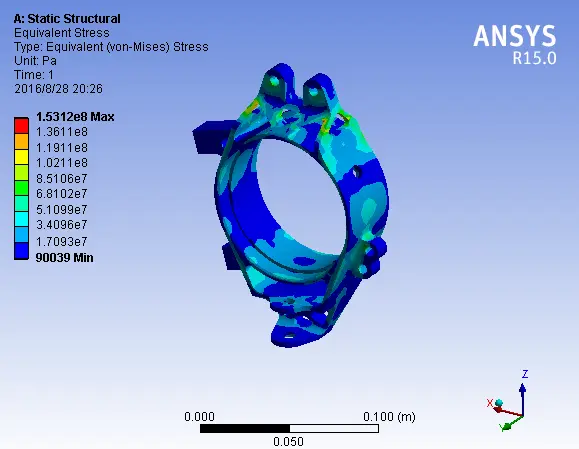 A: Static Structural
Equivalent Stress
Type: Equivalent (von-Mises) Stress
Unit: Pa
Time: 1
2016/8/28 20:26
ANSYS
R15.0
1.5312e8 Max
1.3611e8
1.1911e8
1.0211e8
8.5106e7
6.8102e7
5.1099e7
3.4096e7
1.7093e7
90039 Min
0.000
0.100 (m)
0.050
Z
X
Y